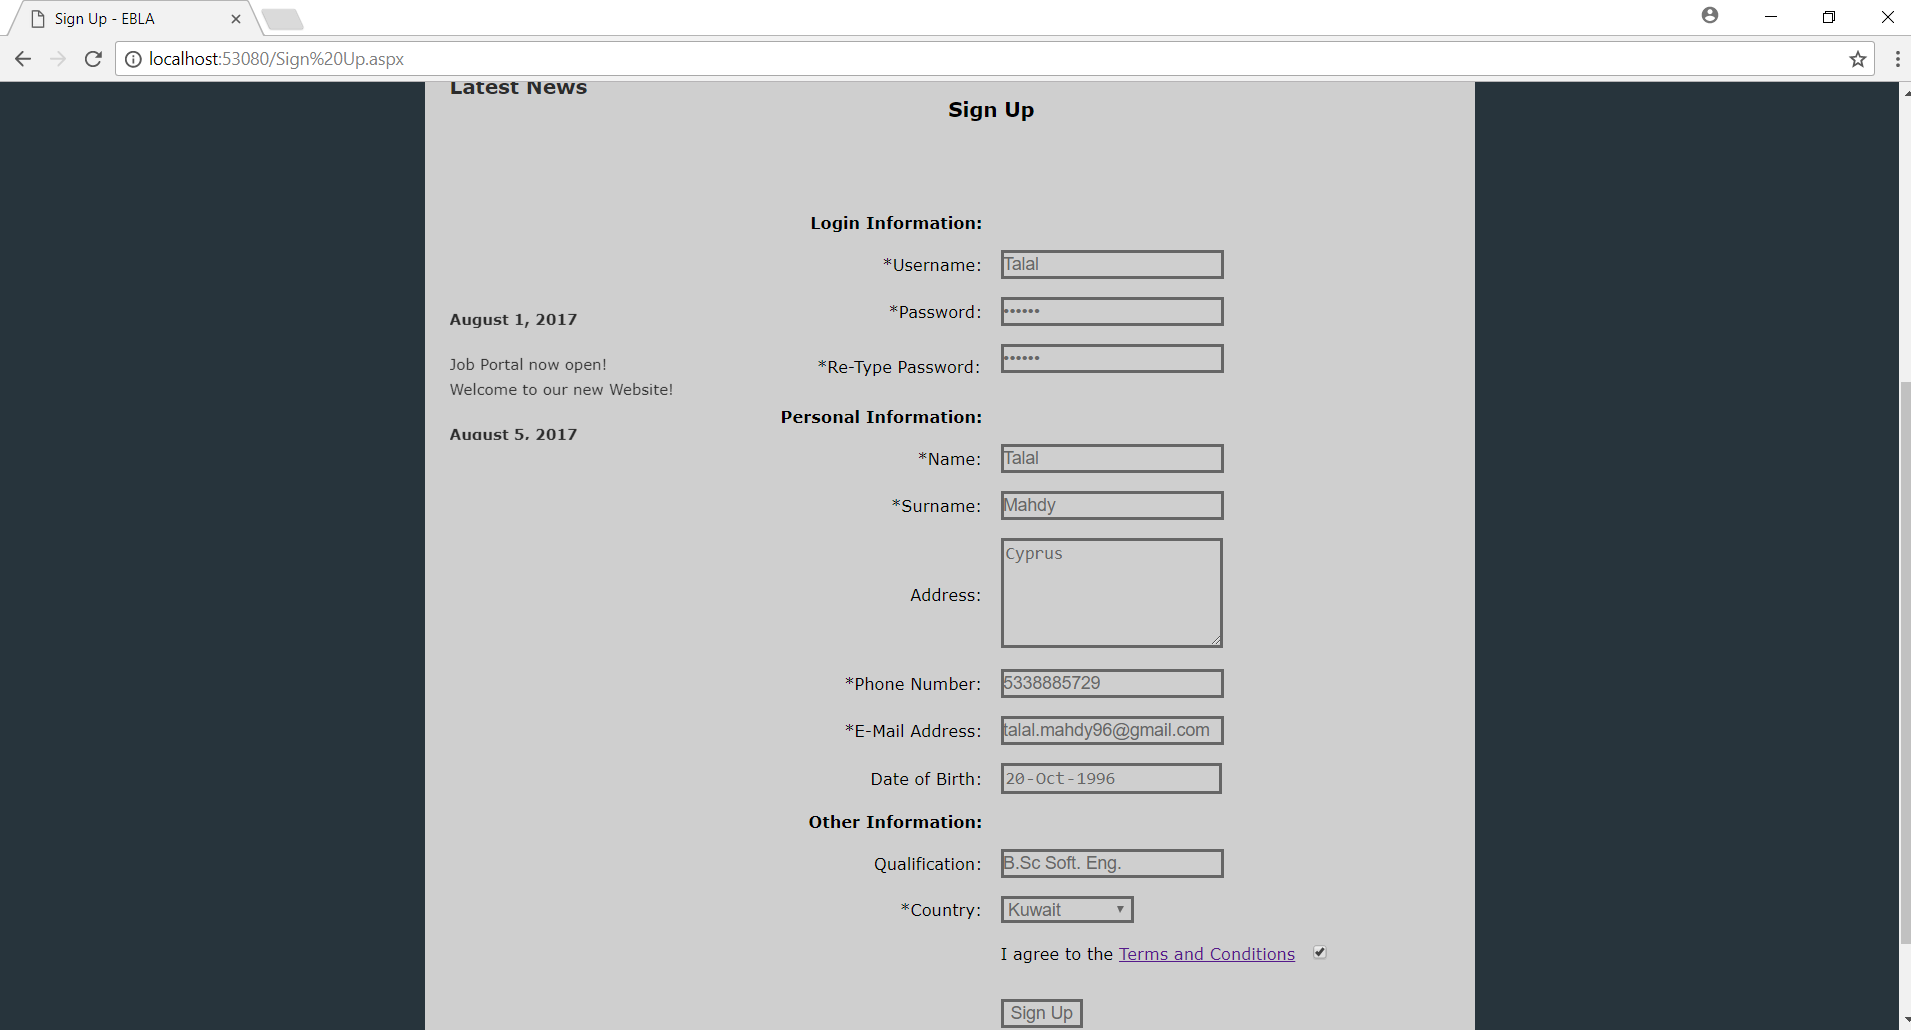 Sign Up - EBLA
localhost:53080/Sign%20Up.aspx
Latest News
August 1, 2017
Job Portal now open!
Welcome to our new Website!
August 5, 2017
Sign Up
Login Information:
*Username: Talal
*Password: ••••••
*Re-Type Password: ••••••
Personal Information:
*Name: Talal
*Surname: Mahdy
Address: Cyprus
*Phone Number: 5338885729
*E-Mail Address: talal.mahdy96@gmail.com
Date of Birth: 20-Oct-1996
Other Information:
Qualification: B.Sc Soft. Eng.
*Country: Kuwait
I agree to the Terms and Conditions
Sign Up